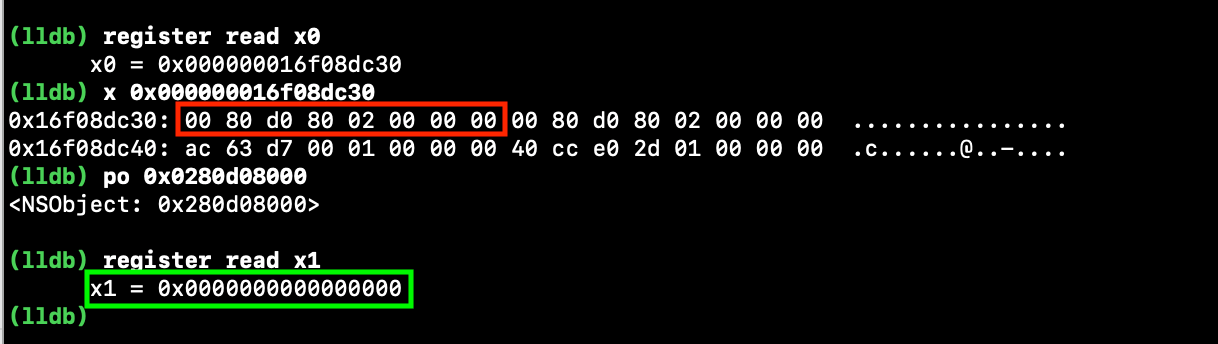 (lldb) register read x0
x0 = 0x000000016f08dc30
(lldb) x 0x000000016f08dc30
0x16f08dc30: 00 80 d0 80 02 00 00 00 00 80 d0 80 02 00 00 00 ................
0x16f08dc40: ac 63 d7 00 01 00 00 00 40 cc e0 2d 01 00 00 00 .c......@..-....
(lldb) po 0x0280d08000
<NSObject: 0x280d08000>
(lldb) register read x1
x1 = 0x0000000000000000
(lldb)